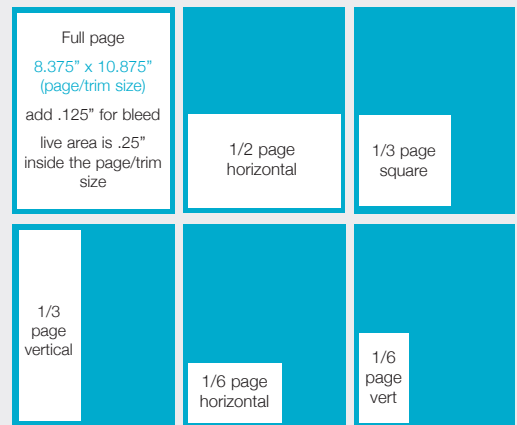 Full page
8.375” x 10.875”
(page/trim size)
add .125” for bleed
live area is .25”
inside the page/trim
size
1/2 page
horizontal
1/3 page
square
1/3
page
vertical
1/6 page
horizontal
1/6
page
vert